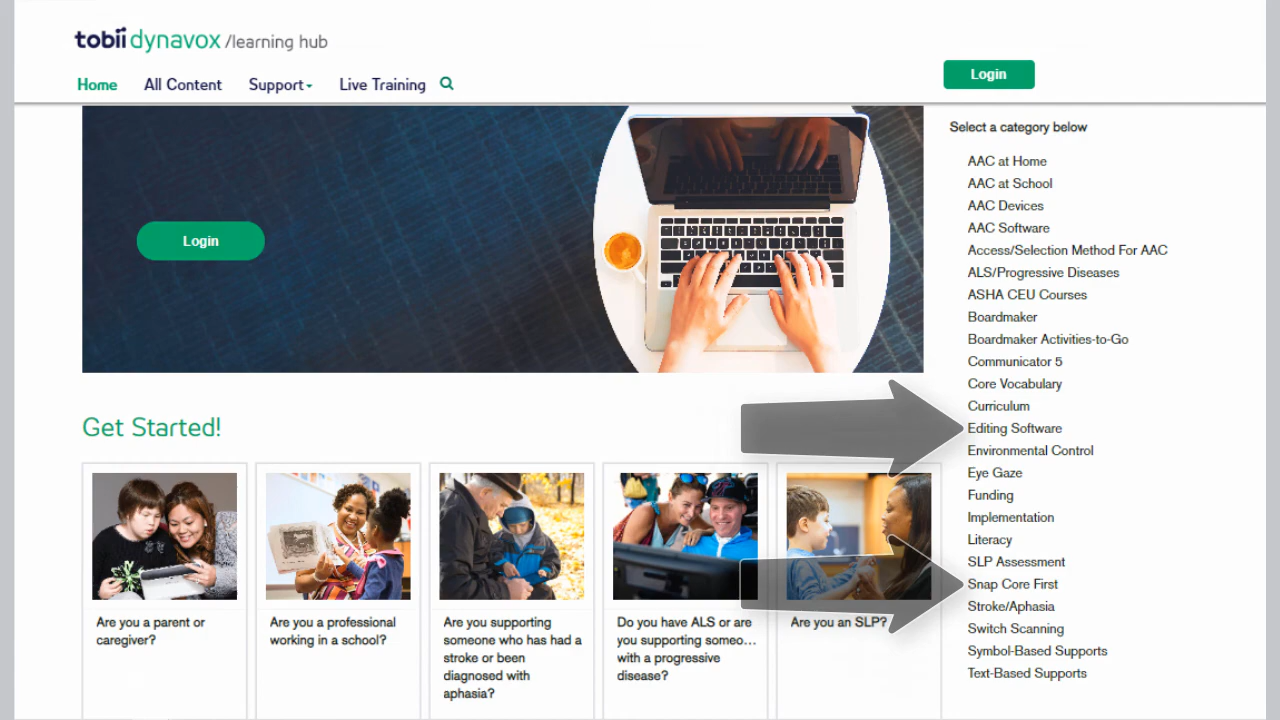 tobii dynavox /learning hub
Home All Content Support Live Training
Login
Login
Select a category below
AAC at Home
AAC at School
AAC Devices
AAC Software
Access/Selection Method For AAC
ALS/Progressive Diseases
ASHA CEU Courses
Boardmaker
Boardmaker Activities-to-Go
Communicator 5
Core Vocabulary
Curriculum
Editing Software
Environmental Control
Eye Gaze
Funding
Implementation
Literacy
SLP Assessment
Snap Core First
Stroke/Aphasia
Switch Scanning
Symbol-Based Supports
Text-Based Supports
Get Started!
Are you a parent or
caregiver?
Are you a professional
working in a school?
Are you supporting
someone who has had a
stroke or been
diagnosed with
aphasia?
Do you have ALS or are
you supporting someo...
with a progressive
disease?
Are you an SLP?